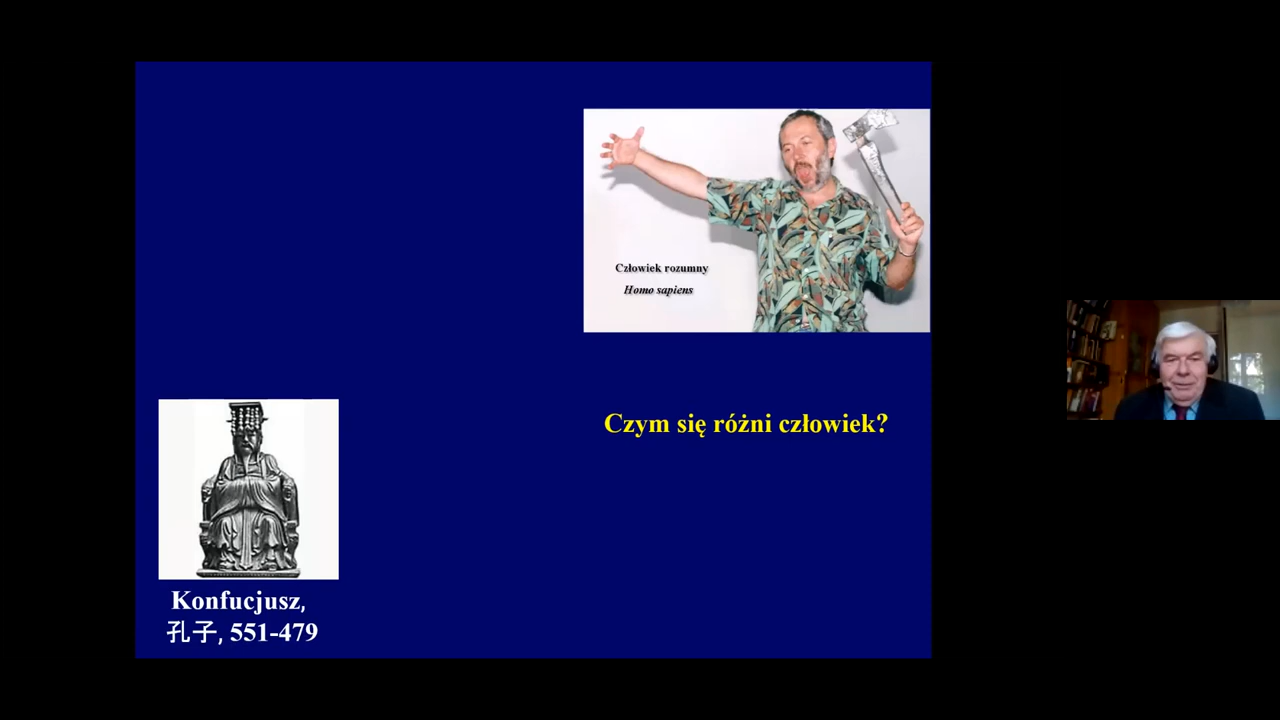 Człowiek rozumny
Homo sapiens
Czym się różni człowiek?
Konfucjusz,
孔子, 551-479